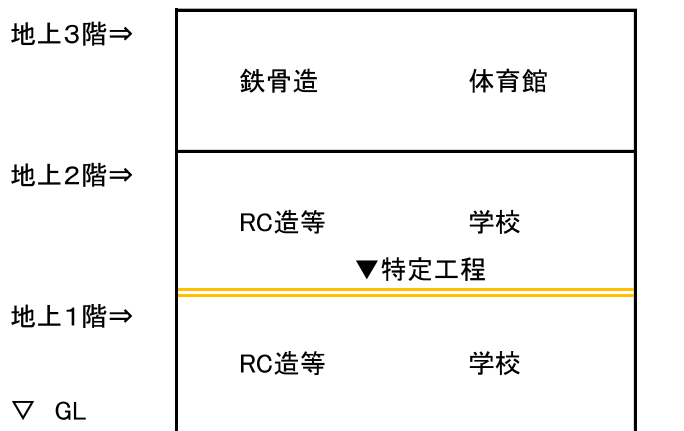 地上3階⇒
鉄骨造 体育館
地上2階⇒
RC造等 学校
▼特定工程
地上1階⇒
RC造等 学校
▽ GL